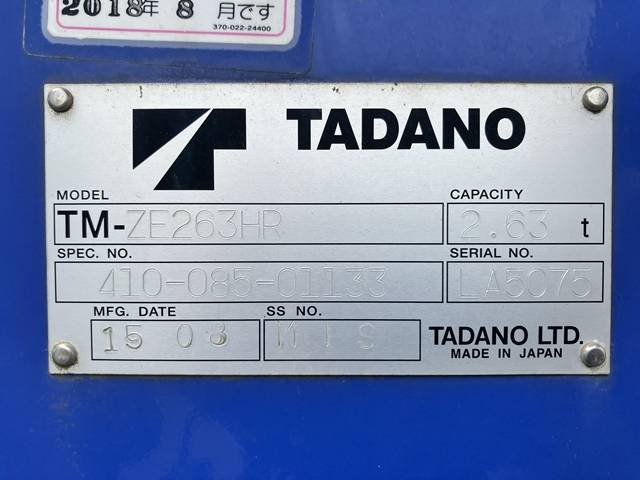 2018年 8 月です
370-022-24400
TADANO
MODEL
TM-ZE263HR
CAPACITY
2.63 t
SPEC. NO.
410-085-01133
SERIAL NO.
LA5075
MFG. DATE
15 03
SS NO.
M1S
TADANO LTD.
MADE IN JAPAN